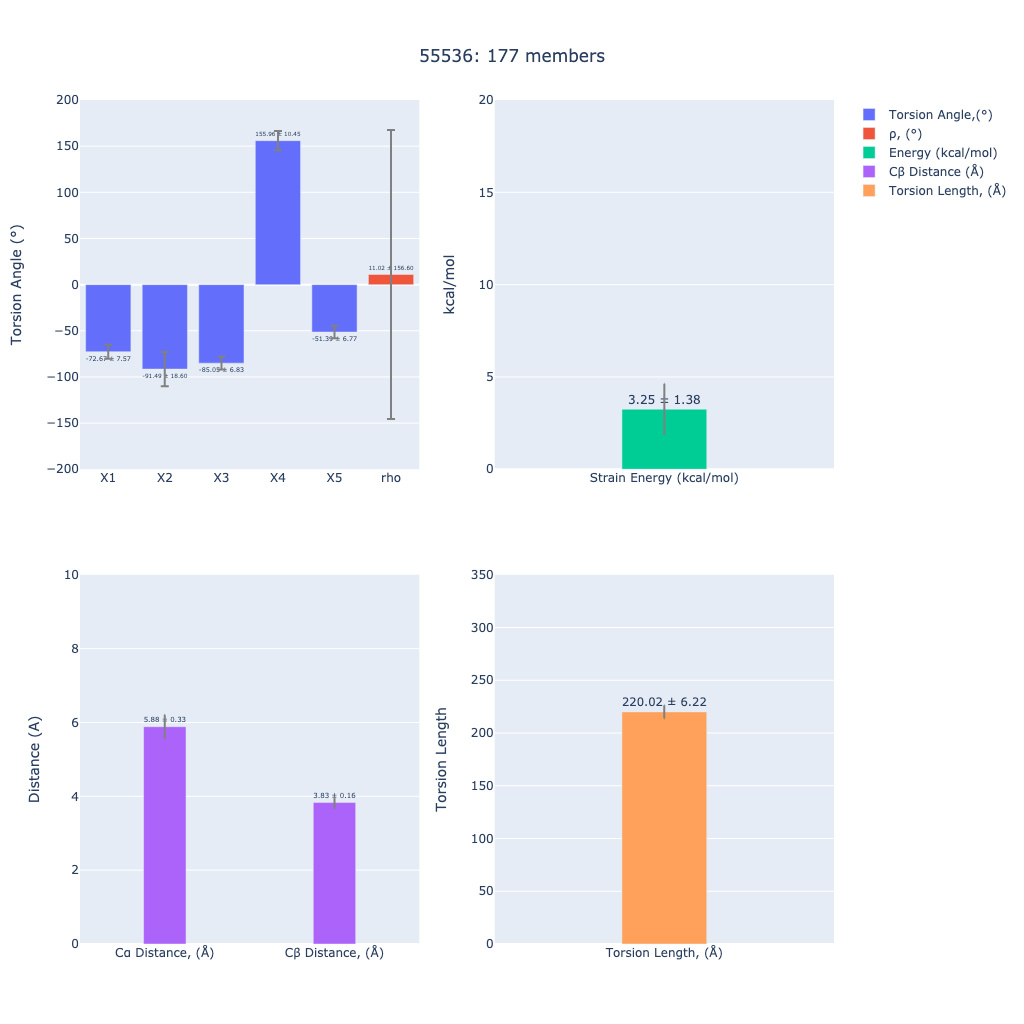 55536: 177 members
200
150
100
50
0
−50
−100
−150
−200
Torsion Angle (°)
155.96 ± 10.45
11.02 ± 156.60
-72.67 ± 7.57
-91.49 ± 18.60
-51.39 ± 6.77
X1 X2 X3 X4 X5 rho
20
15
10
5
0
kcal/mol
3.25 ± 1.38
Strain Energy (kcal/mol)
Torsion Angle,(°)
ρ, (°)
Energy (kcal/mol)
Cβ Distance (Å)
Torsion Length, (Å)
10
8
6
4
2
0
Distance (A)
5.88 ± 0.33
3.83 ± 0.16
Cα Distance, (Å) Cβ Distance, (Å)
350
300
250
200
150
100
50
0
Torsion Length
220.02 ± 6.22
Torsion Length, (Å)